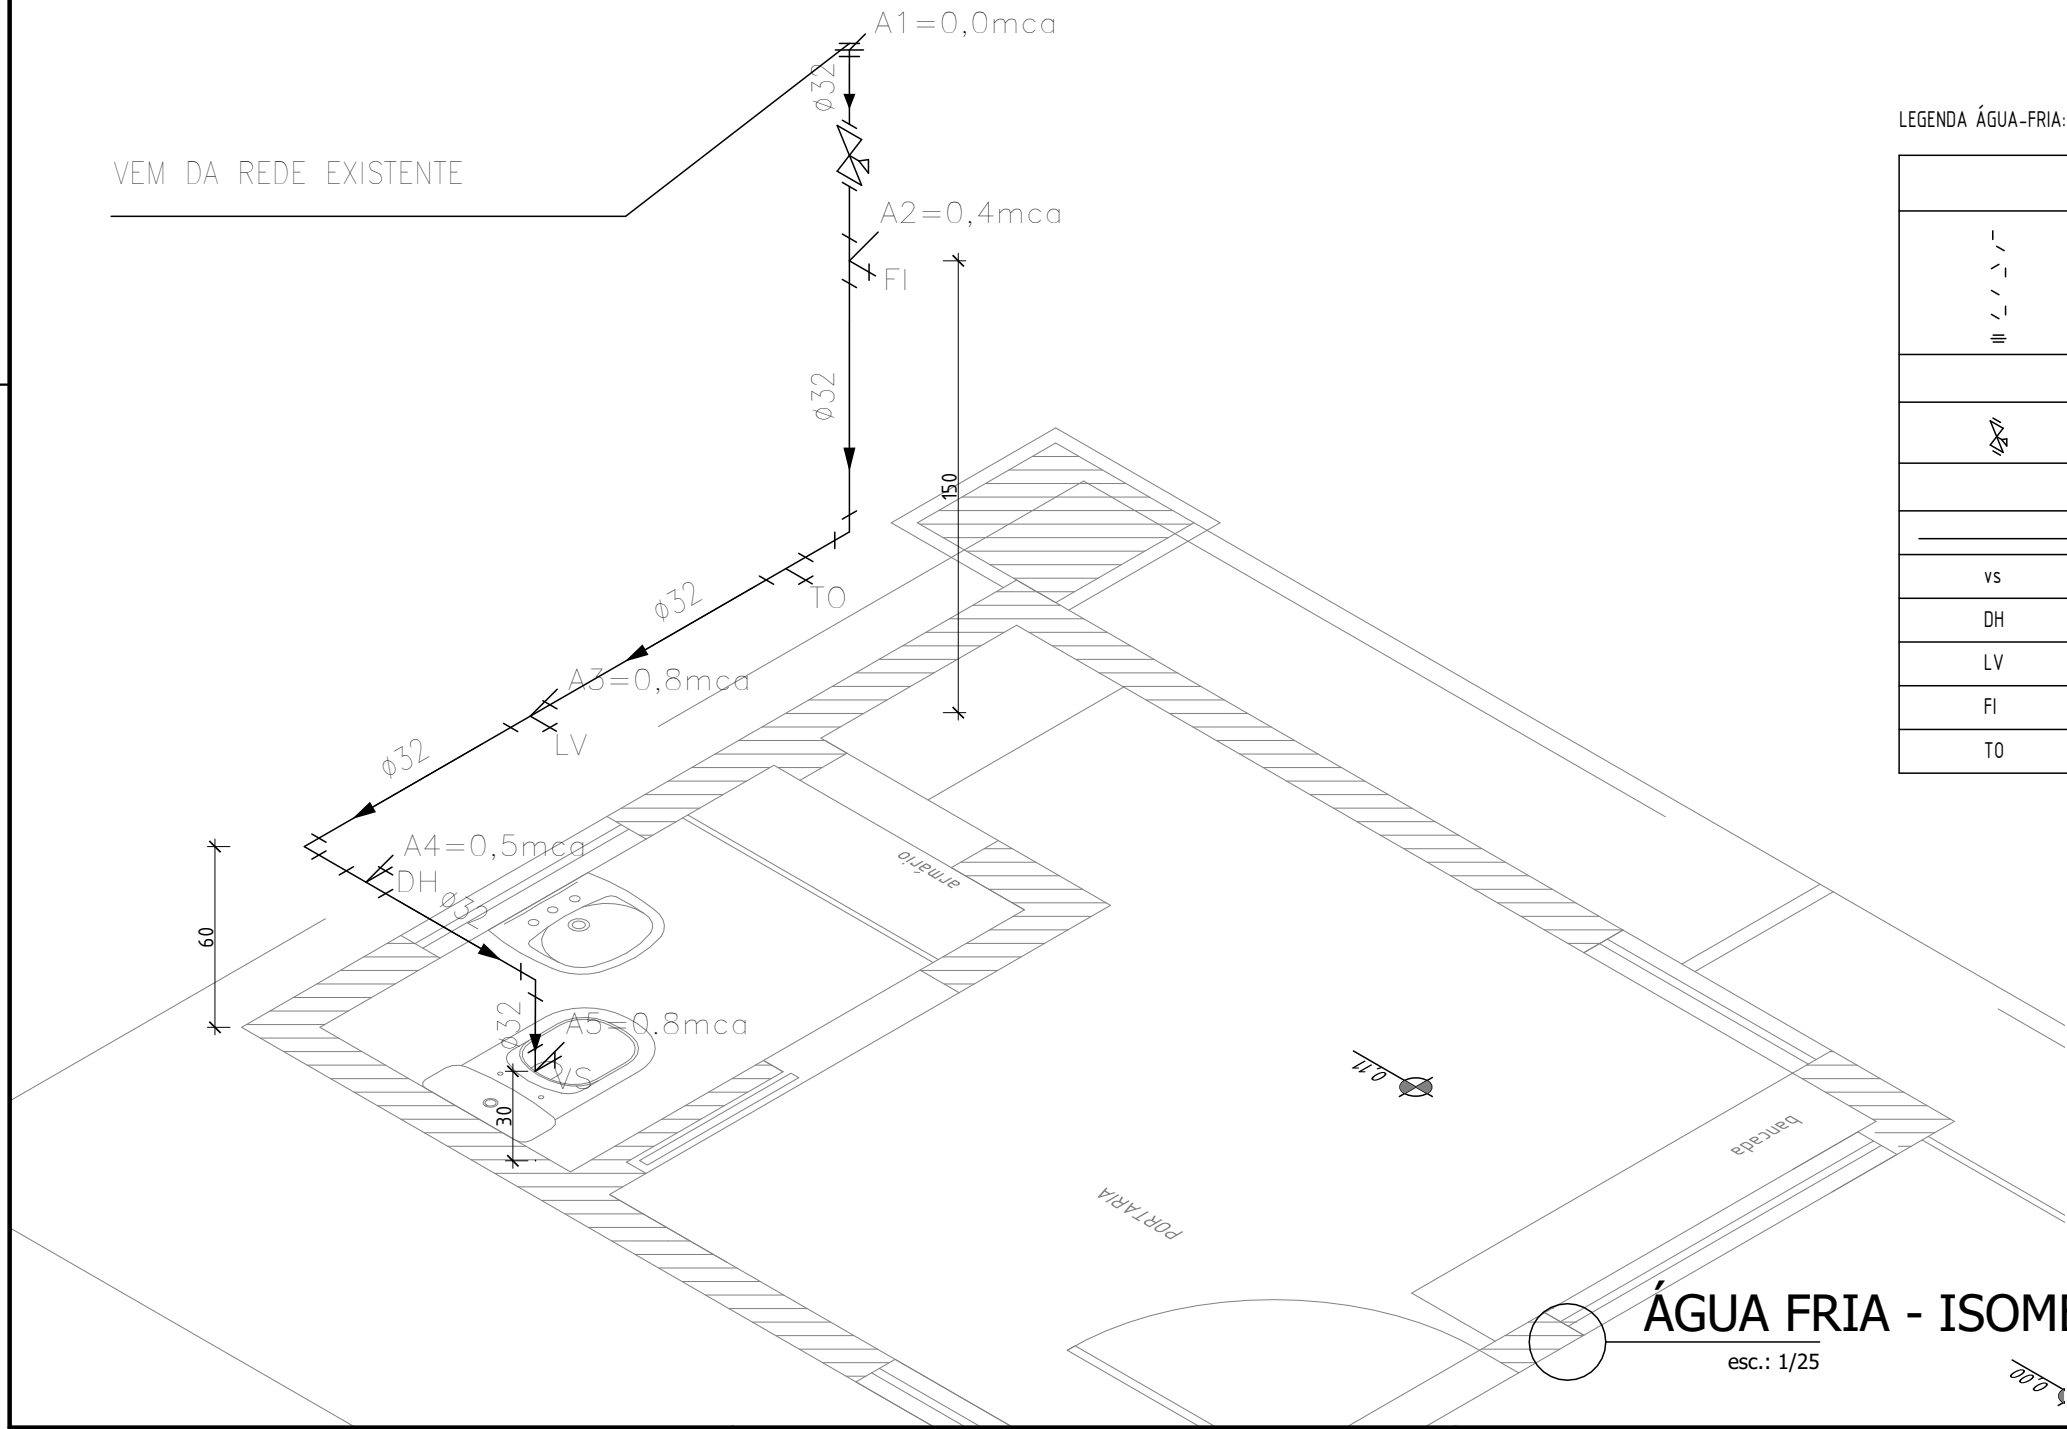 A1=0,0mca
ø32
LEGENDA ÁGUA-FRIA:
VEM DA REDE EXISTENTE
A2=0,4mca
FI
ø32
150
ø32
TO
A3=0,8mca
LV
ø32
vs
DH
LV
FI
TO
A4=0,5mca
DH
armário
60
ø32
A5=0.8mca
VS
30
0,11
bancada
PORTARIA
ÁGUA FRIA - ISOM
esc.: 1/25
0,00